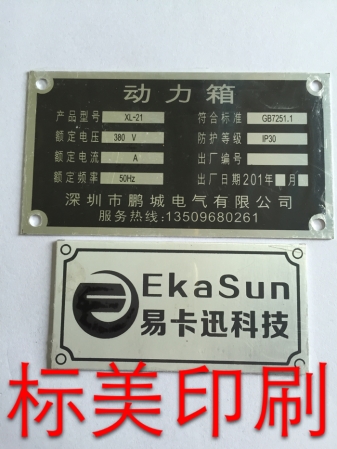 动力箱
产品型号 XL-21 符合标准 GB7251.1
额定电压 380 V 防护等级 IP30
额定电流 A 出厂编号
额定频率 50Hz 出厂日期201年 月
深圳市鹏城电气有限公司
服务热线:13509680261
EkaSun
易卡迅科技
标美印刷